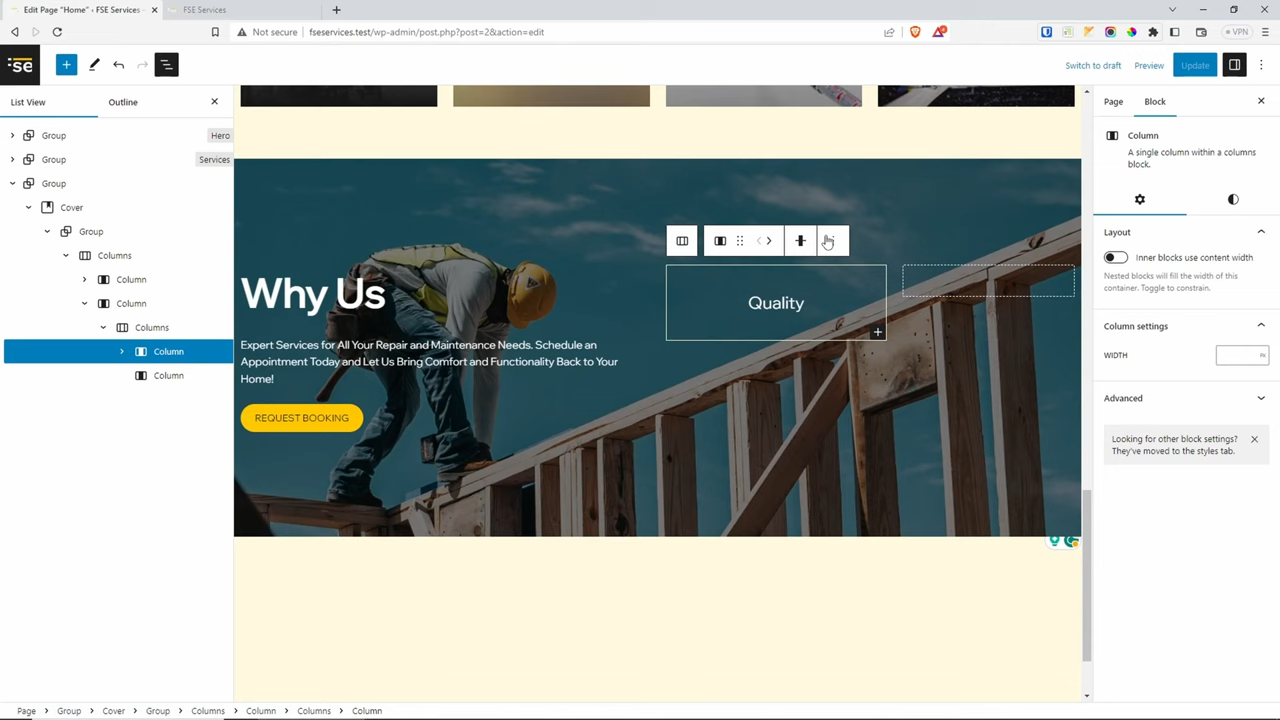 Edit Page "Home" ‹ FSE Services -
FSE Services
Not secure
fseservices.test/wp-admin/post.php?post=2&action=edit
VPN
:se
Switch to draft
Preview
Update
List View
Outline
Page
Block
Group
Hero
Group
Services
Group
Cover
Group
Columns
Column
Column
Columns
Column
Column
Why Us
Expert Services for All Your Repair and Maintenance Needs. Schedule an
Appointment Today and Let Us Bring Comfort and Functionality Back to Your
Home!
REQUEST BOOKING
Quality
Column
A single column within a columns
block.
Layout
Inner blocks use content width
Nested blocks will fill the width of this
container. Toggle to constrain.
Column settings
WIDTH
Advanced
Looking for other block settings?
They've moved to the styles tab.
Page
Group
Cover
Group
Columns
Column
Columns
Column